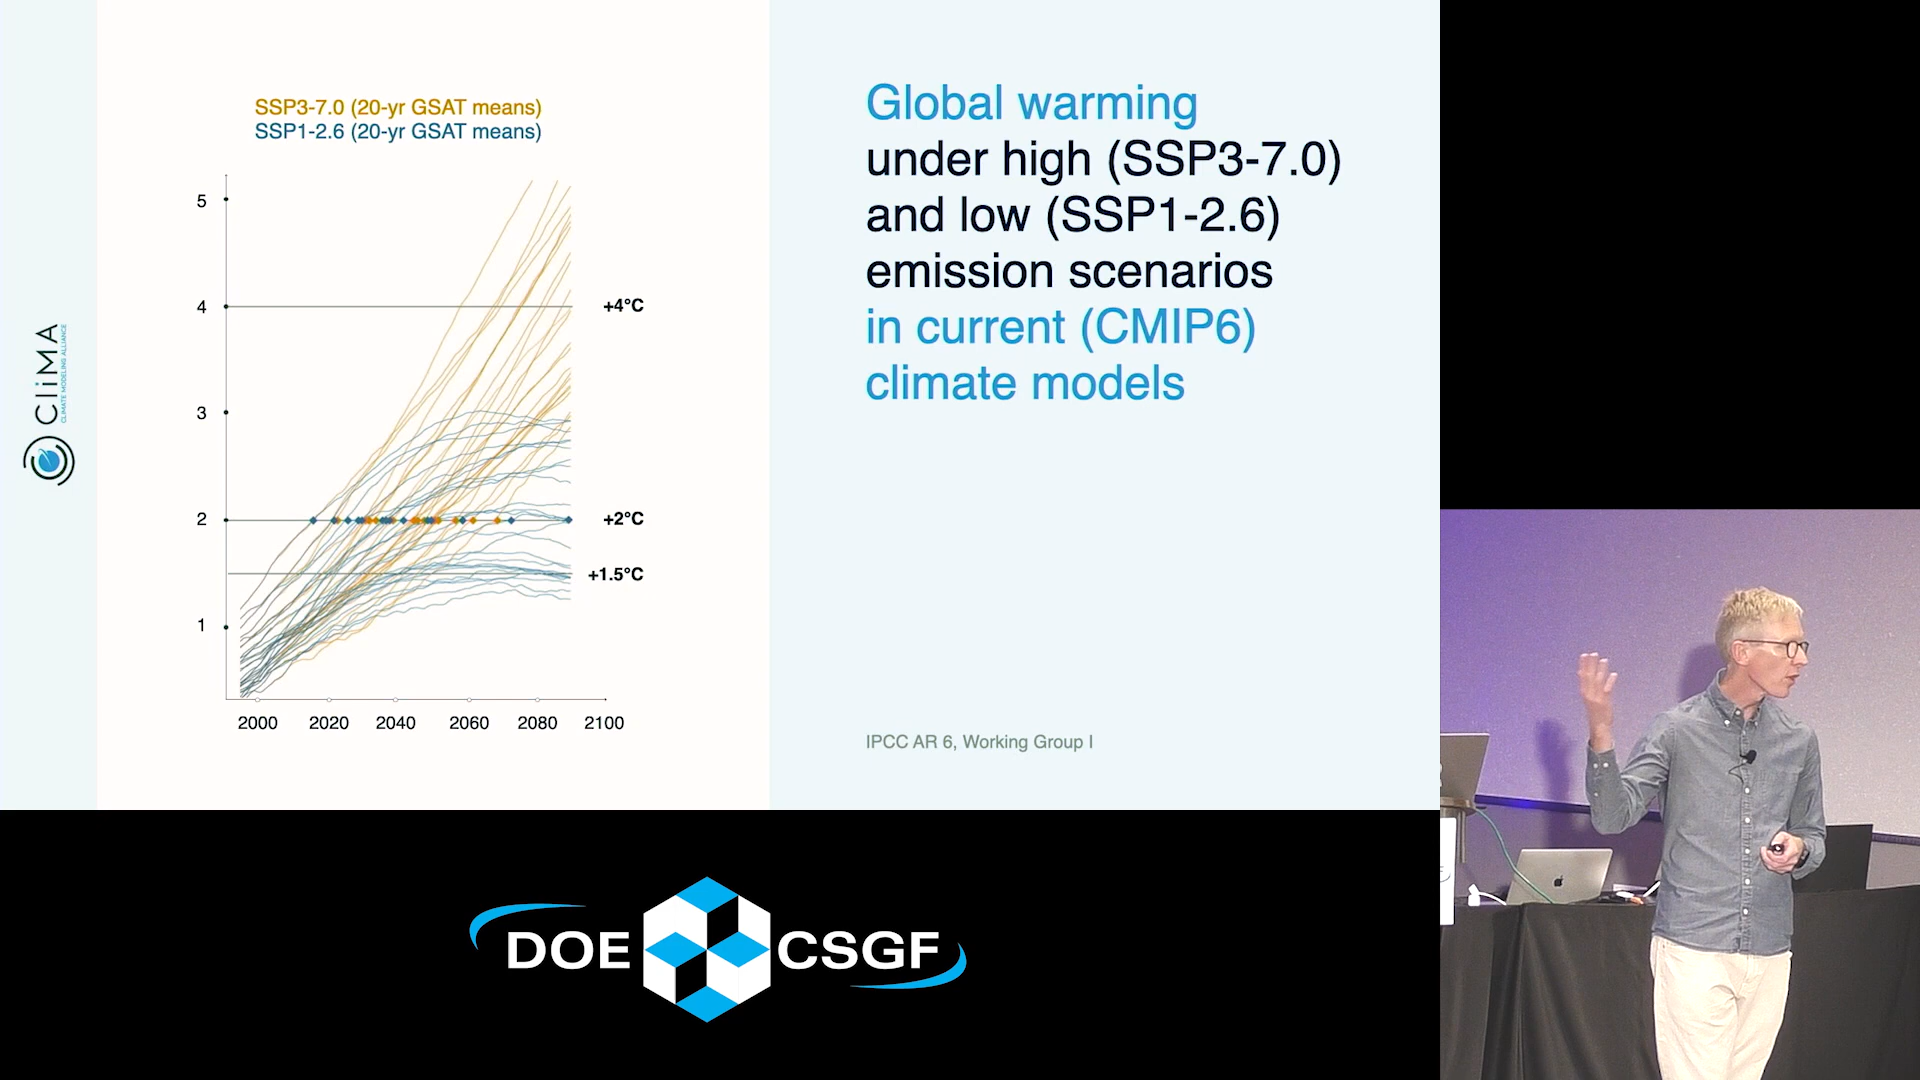 SSP3-7.0 (20-yr GSAT means)
SSP1-2.6 (20-yr GSAT means)
5
4
3
2
1
+4°C
+2°C
+1.5°C
2000 2020 2040 2060 2080 2100
CLiMA
CLIMATE MODELING ALLIANCE
Global warming
under high (SSP3-7.0)
and low (SSP1-2.6)
emission scenarios
in current (CMIP6)
climate models
IPCC AR 6, Working Group I
DOE CSGF